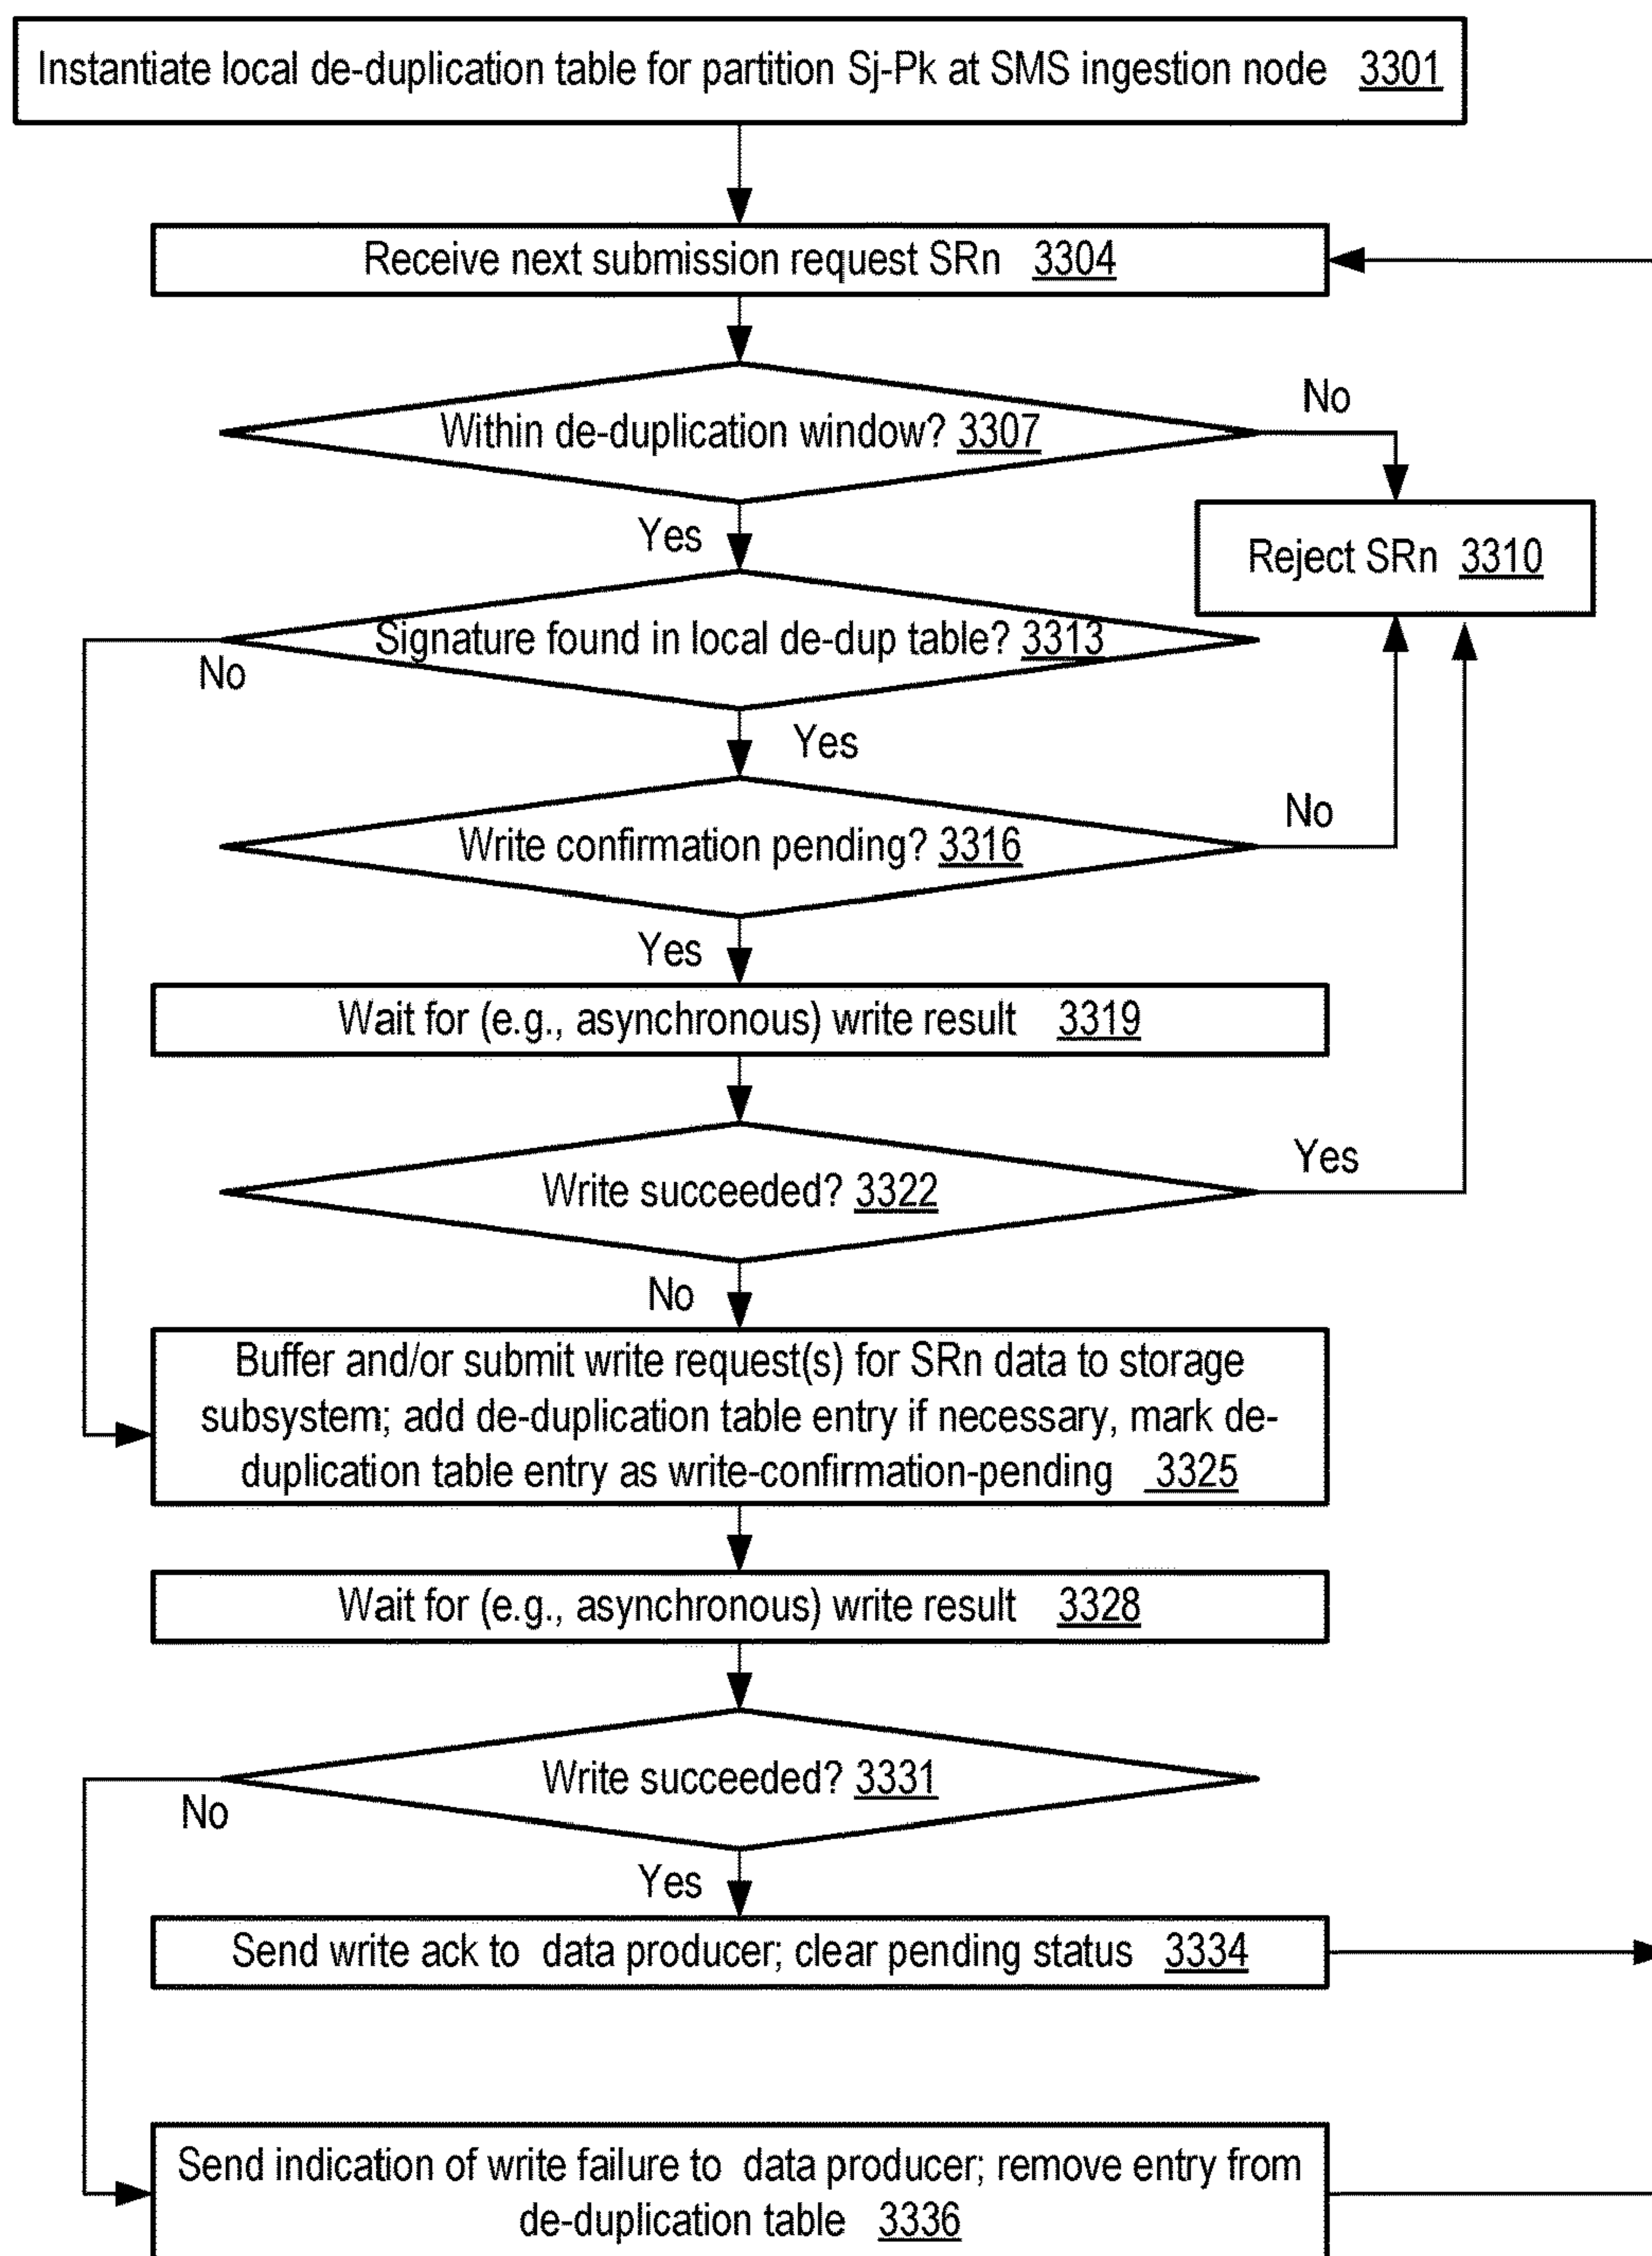 Instantiate local de-duplication table for partition Sj-Pk at SMS ingestion node 3301
Receive next submission request SRn 3304
Within de-duplication window? 3307
No
Yes
Reject SRn 3310
Signature found in local de-dup table? 3313
No
Yes
Write confirmation pending? 3316
No
Yes
Wait for (e.g., asynchronous) write result 3319
Write succeeded? 3322
Yes
No
Buffer and/or submit write request(s) for SRn data to storage
subsystem; add de-duplication table entry if necessary, mark de-
duplication table entry as write-confirmation-pending 3325
Wait for (e.g., asynchronous) write result 3328
Write succeeded? 3331
No
Yes
Send write ack to data producer; clear pending status 3334
Send indication of write failure to data producer; remove entry from
de-duplication table 3336